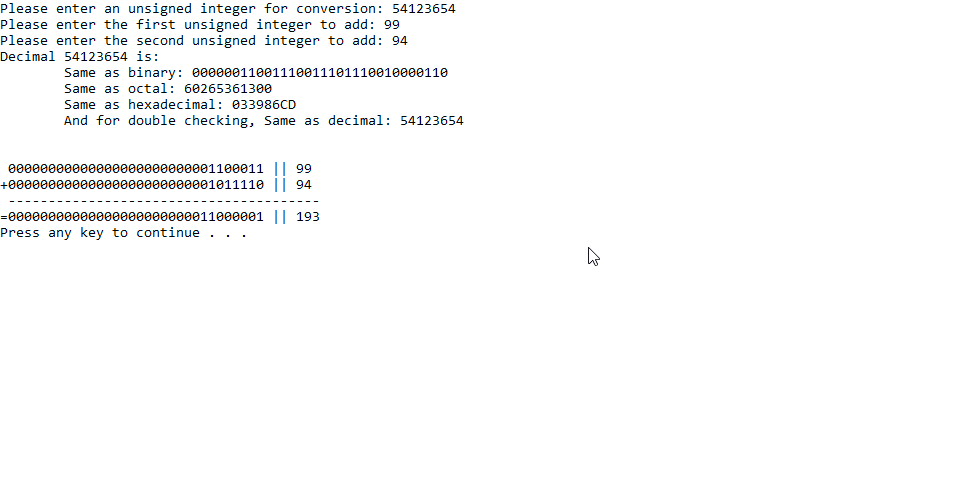 Please enter an unsigned integer for conversion: 54123654
Please enter the first unsigned integer to add: 99
Please enter the second unsigned integer to add: 94
Decimal 54123654 is:
Same as binary: 00000011001110011101110010000110
Same as octal: 60265361300
Same as hexadecimal: 033986CD
And for double checking, Same as decimal: 54123654
00000000000000000000000001100011 || 99
+00000000000000000000000001011110 || 94
---------------------------------------
=00000000000000000000000011000001 || 193
Press any key to continue . . .